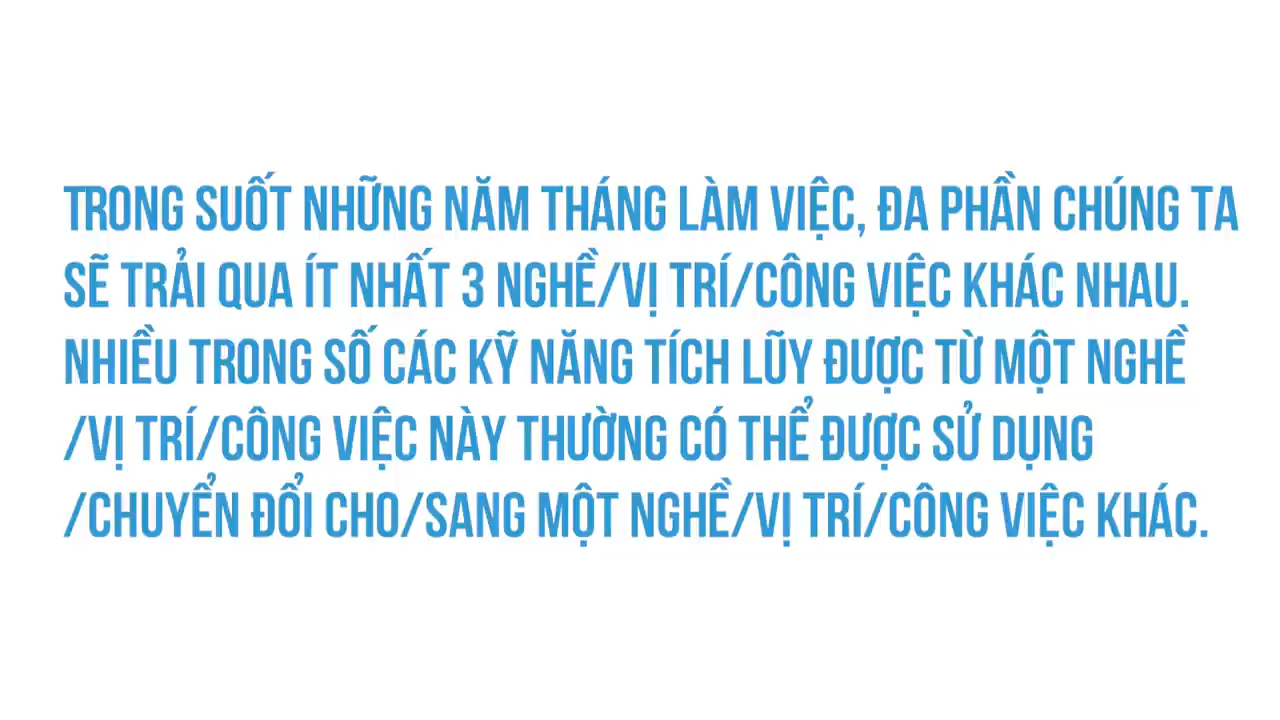 TRONG SUỐT NHỮNG NĂM THÁNG LÀM VIỆC, ĐA PHẦN CHÚNG TA
SẼ TRẢI QUA ÍT NHẤT 3 NGHỀ/VỊ TRÍ/CÔNG VIỆC KHÁC NHAU.
NHIỀU TRONG SỐ CÁC KỸ NĂNG TÍCH LŨY ĐƯỢC TỪ MỘT NGHỀ
/VỊ TRÍ/CÔNG VIỆC NÀY THƯỜNG CÓ THỂ ĐƯỢC SỬ DỤNG
/CHUYỂN ĐỔI CHO/SANG MỘT NGHỀ/VỊ TRÍ/CÔNG VIỆC KHÁC.